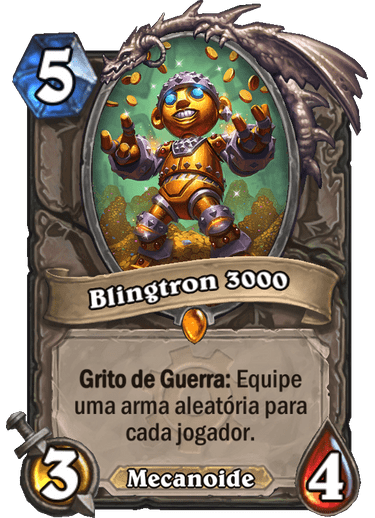 5
Blingtron 3000
Grito de Guerra: Equipe
uma arma aleatória para
cada jogador.
3
Mecanoide
4